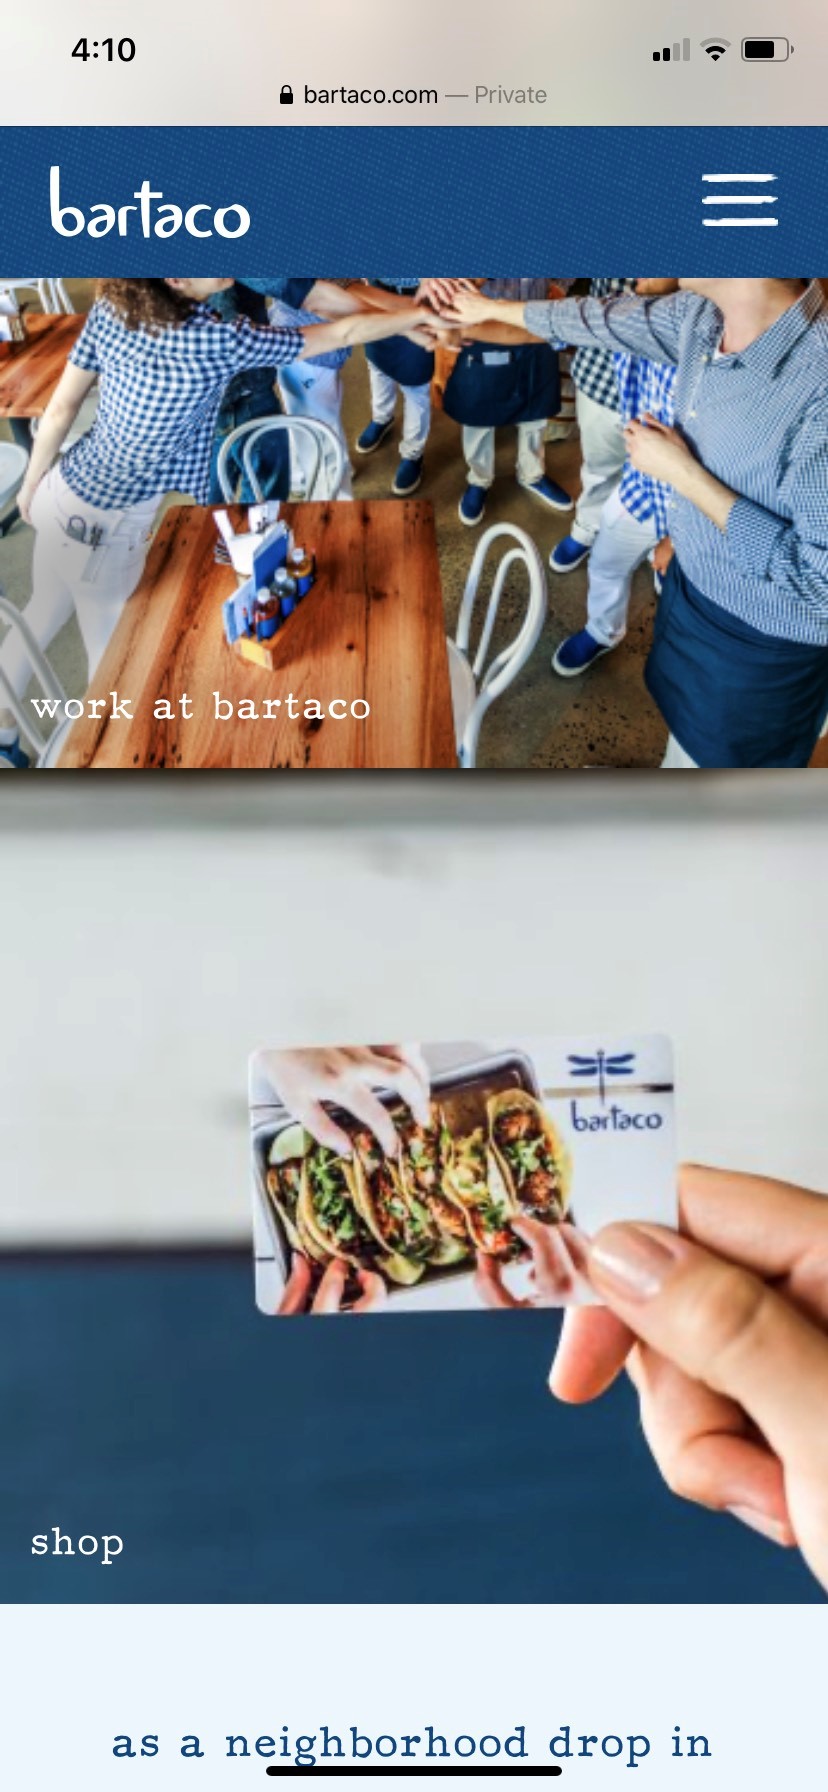 4:10
bartaco.com — Private
bartaco
work at bartaco
bartaco
shop
as a neighborhood drop in